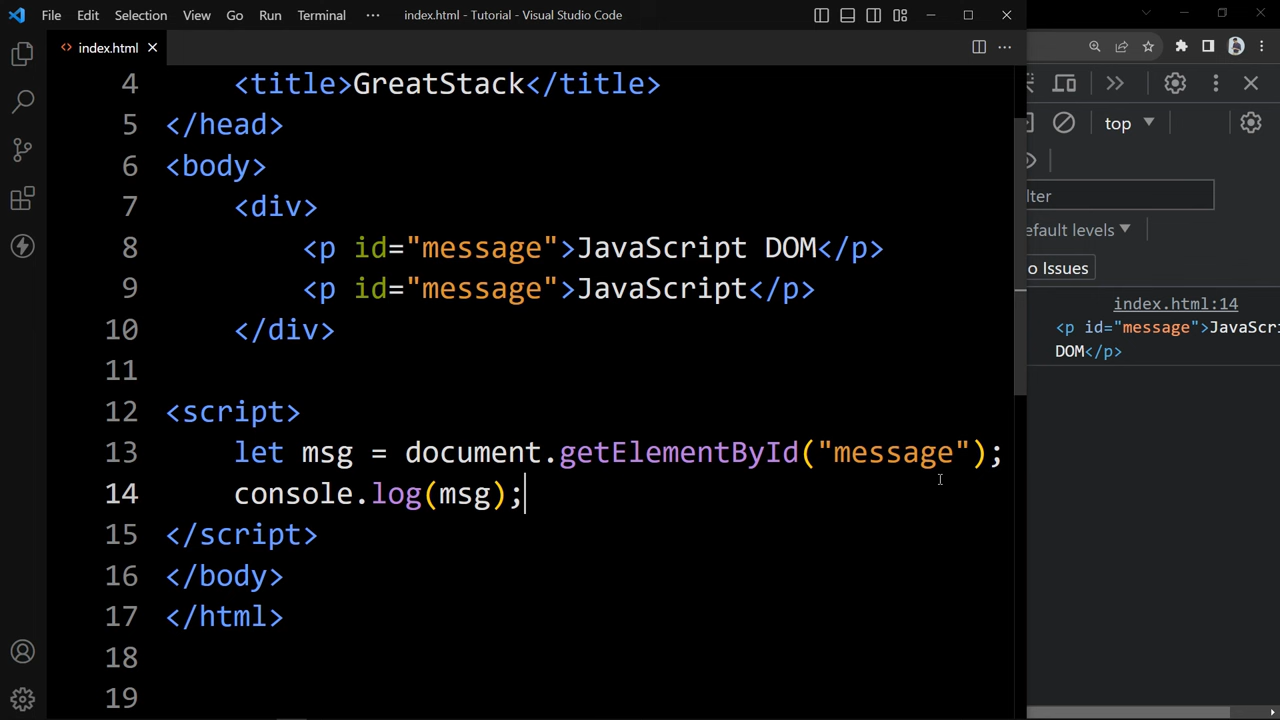 File Edit Selection View Go Run Terminal ··· index.html - Tutorial - Visual Studio Code
index.html
4 <title>GreatStack</title>
5 </head>
6 <body>
7 <div>
8 <p id="message">JavaScript DOM</p>
9 <p id="message">JavaScript</p>
10 </div>
11
12 <script>
13 let msg = document.getElementById("message");
14 console.log(msg);
15 </script>
16 </body>
17 </html>
18
19
top
lter
efault levels
o Issues
index.html:14
<p id="message">JavaScri
DOM</p>